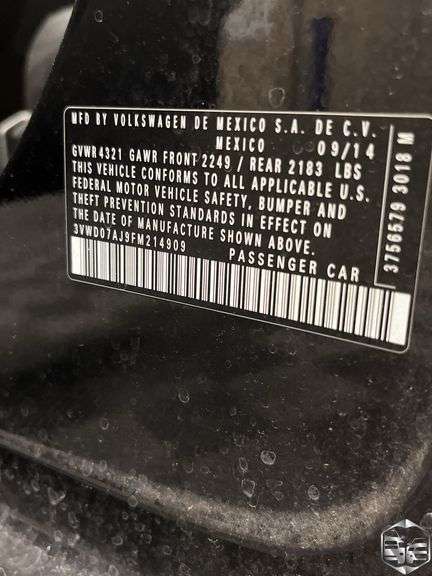 MFD BY VOLKSWAGEN DE MEXICO S.A. DE C.V.
MEXICO 09/14
GVWR 4321 GAWR FRONT 2249 / REAR 2183 LBS
THIS VEHICLE CONFORMS TO ALL APPLICABLE U.S.
FEDERAL MOTOR VEHICLE SAFETY, BUMPER AND
THEFT PREVENTION STANDARDS IN EFFECT ON
THE DATE OF MANUFACTURE SHOWN ABOVE.
3VWD07AJ9FM214909 PASSENGER CAR
3756579 3018 M